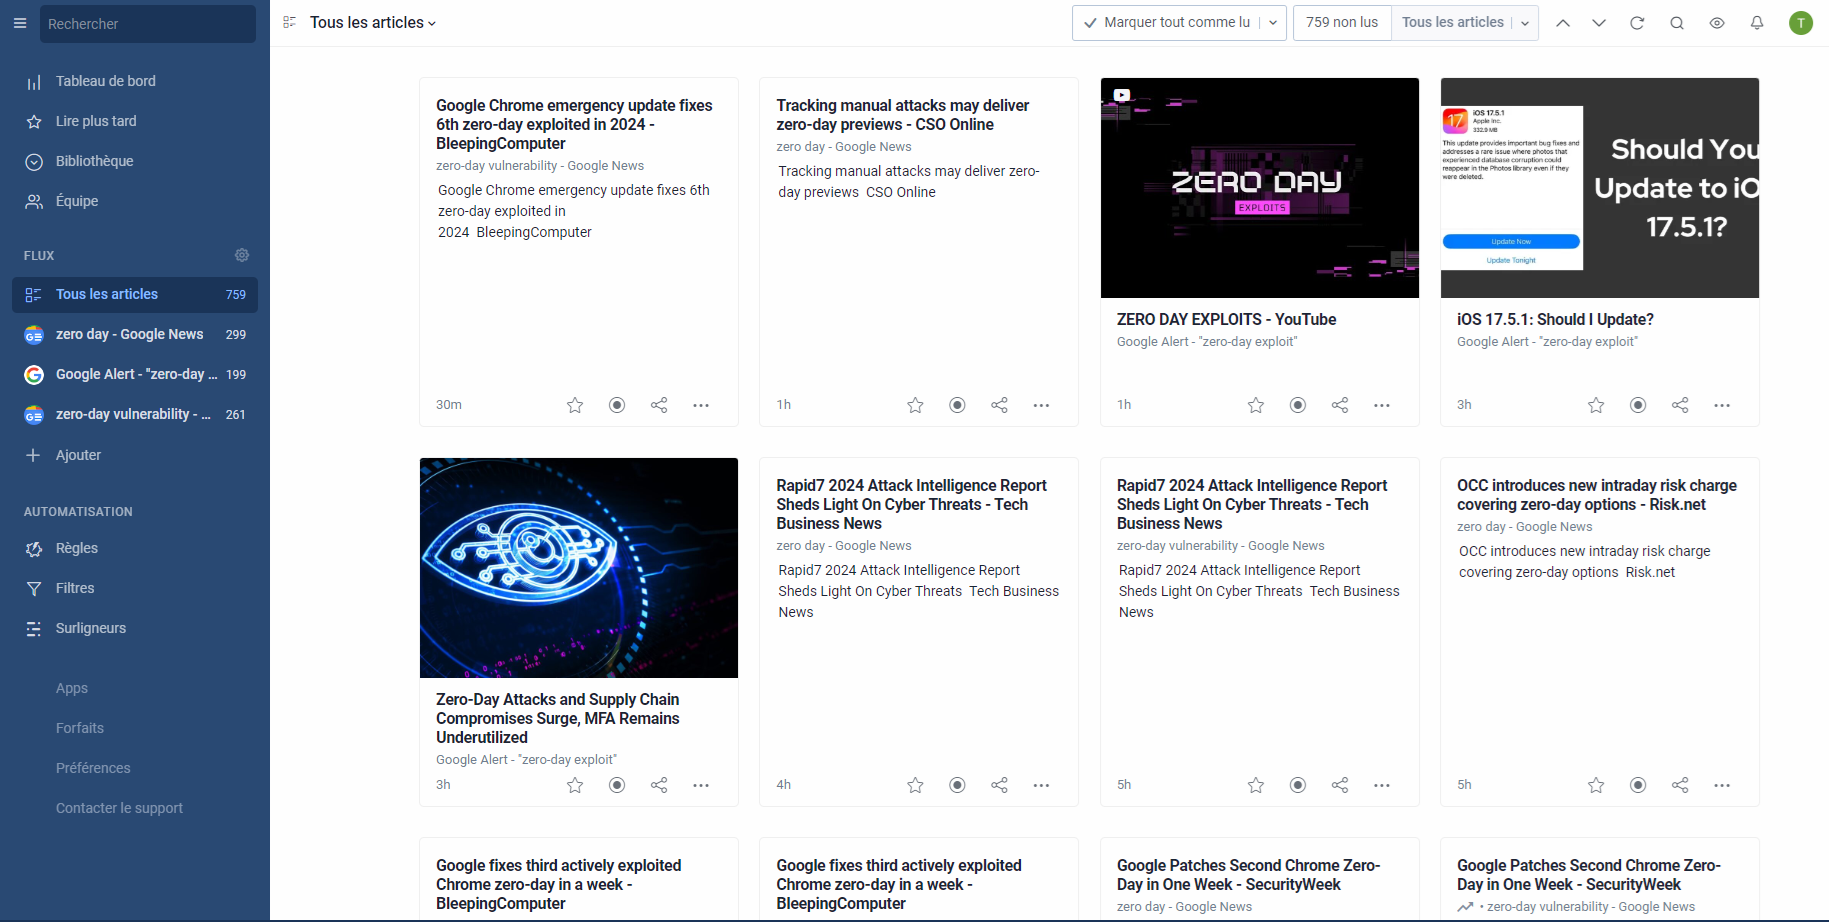 Rechercher
Tableau de bord
Lire plus tard
Bibliothèque
Équipe
FLUX
Tous les articles 759
zero day - Google News 299
Google Alert - "zero-day ... 199
zero-day vulnerability - ... 261
Ajouter
AUTOMATISATION
Règles
Filtres
Surligneurs
Apps
Forfaits
Préférences
Contacter le support
Tous les articles
Marquer tout comme lu
759 non lus
Tous les articles
T
Google Chrome emergency update fixes
6th zero-day exploited in 2024 -
BleepingComputer
zero-day vulnerability - Google News
Google Chrome emergency update fixes 6th
zero-day exploited in
2024 BleepingComputer
30m
Tracking manual attacks may deliver
zero-day previews - CSO Online
zero day - Google News
Tracking manual attacks may deliver zero-
day previews CSO Online
1h
ZERO DAY
EXPLOITS
ZERO DAY EXPLOITS - YouTube
Google Alert - "zero-day exploit"
1h
17
iOS 17.5.1
Apple Inc.
332.9 MB
This update provides important bug fixes and
addresses a rare issue where photos that
experienced database corruption could
reappear in the Photos library even if they
were deleted.
Update Now
Update Tonight
Should You
Update to iO
17.5.1?
iOS 17.5.1: Should I Update?
Google Alert - "zero-day exploit"
3h
Zero-Day Attacks and Supply Chain
Compromises Surge, MFA Remains
Underutilized
Google Alert - "zero-day exploit"
3h
Rapid7 2024 Attack Intelligence Report
Sheds Light On Cyber Threats - Tech
Business News
zero day - Google News
Rapid7 2024 Attack Intelligence Report
Sheds Light On Cyber Threats Tech Business
News
4h
Rapid7 2024 Attack Intelligence Report
Sheds Light On Cyber Threats - Tech
Business News
zero-day vulnerability - Google News
Rapid7 2024 Attack Intelligence Report
Sheds Light On Cyber Threats Tech Business
News
5h
OCC introduces new intraday risk charge
covering zero-day options - Risk.net
zero day - Google News
OCC introduces new intraday risk charge
covering zero-day options Risk.net
5h
Google fixes third actively exploited
Chrome zero-day in a week -
BleepingComputer
Google fixes third actively exploited
Chrome zero-day in a week -
BleepingComputer
Google Patches Second Chrome Zero-
Day in One Week - SecurityWeek
zero day - Google News
Google Patches Second Chrome Zero-
Day in One Week - SecurityWeek
• zero-day vulnerability - Google News